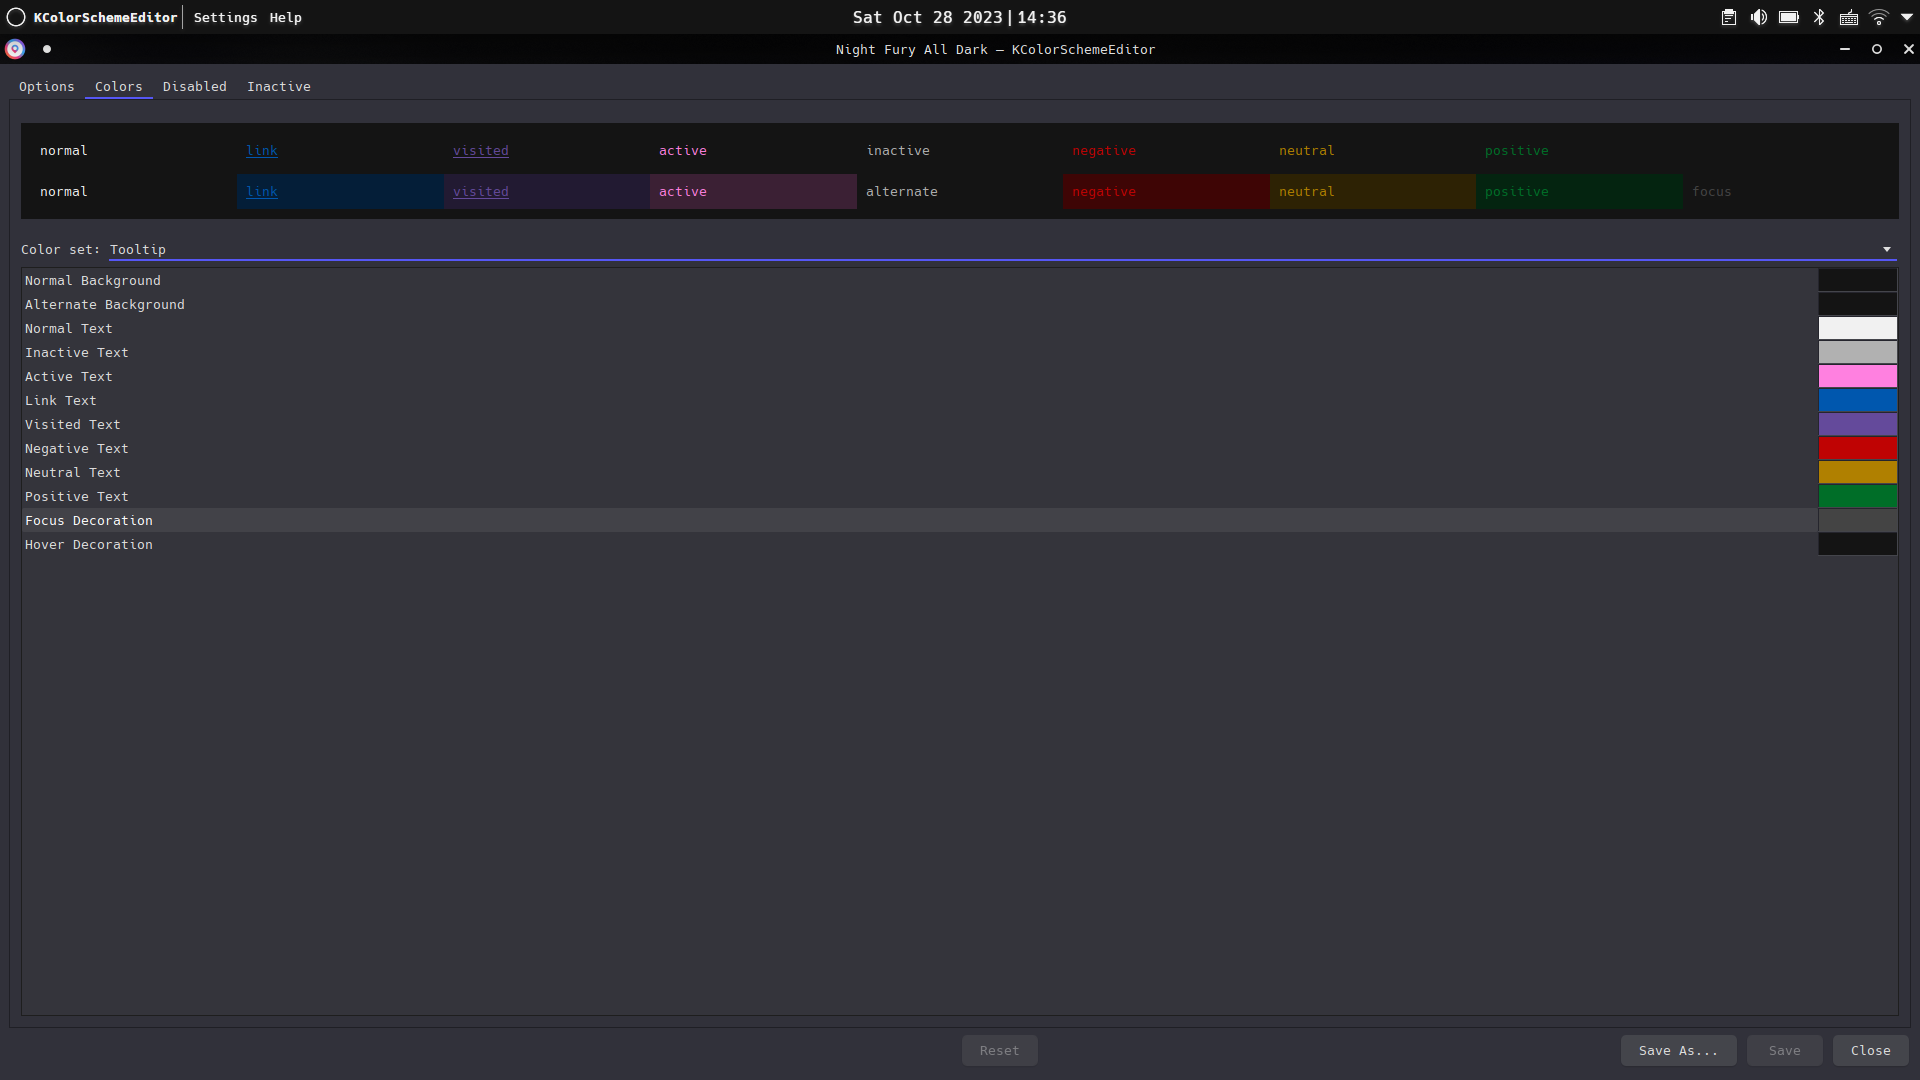 KColorSchemeEditor Settings Help Sat Oct 28 2023|14:36
Night Fury All Dark — KColorSchemeEditor
Options Colors Disabled Inactive
normal link visited active inactive negative neutral positive
normal link visited active alternate negative neutral positive focus
Color set: Tooltip
Normal Background
Alternate Background
Normal Text
Inactive Text
Active Text
Link Text
Visited Text
Negative Text
Neutral Text
Positive Text
Focus Decoration
Hover Decoration
Reset Save As... Save Close